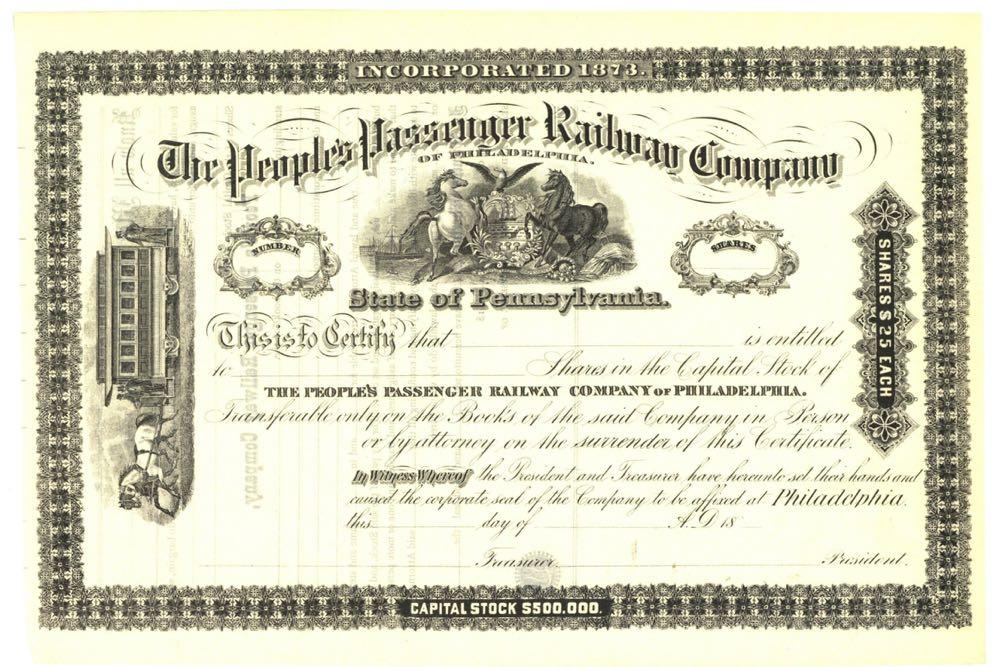 INCORPORATED 1873.
The People's Passenger Railway Company
OF PHILADELPHIA.
NUMBER
SHARES
State of Pennsylvania.
This is to Certify that is entitled
to Shares in the Capital Stock of
THE PEOPLE'S PASSENGER RAILWAY COMPANY OF PHILADELPHIA.
Transferable only on the Books of the said Company in Person
or by attorney on the surrender of this Certificate.
In Witness Whereof the President and Treasurer have hereunto set their hands and
caused the corporate seal of the Company to be affixed at Philadelphia.
this day of A.D 18
Treasurer. President.
SHARES $25 EACH
CAPITAL STOCK $500.000.